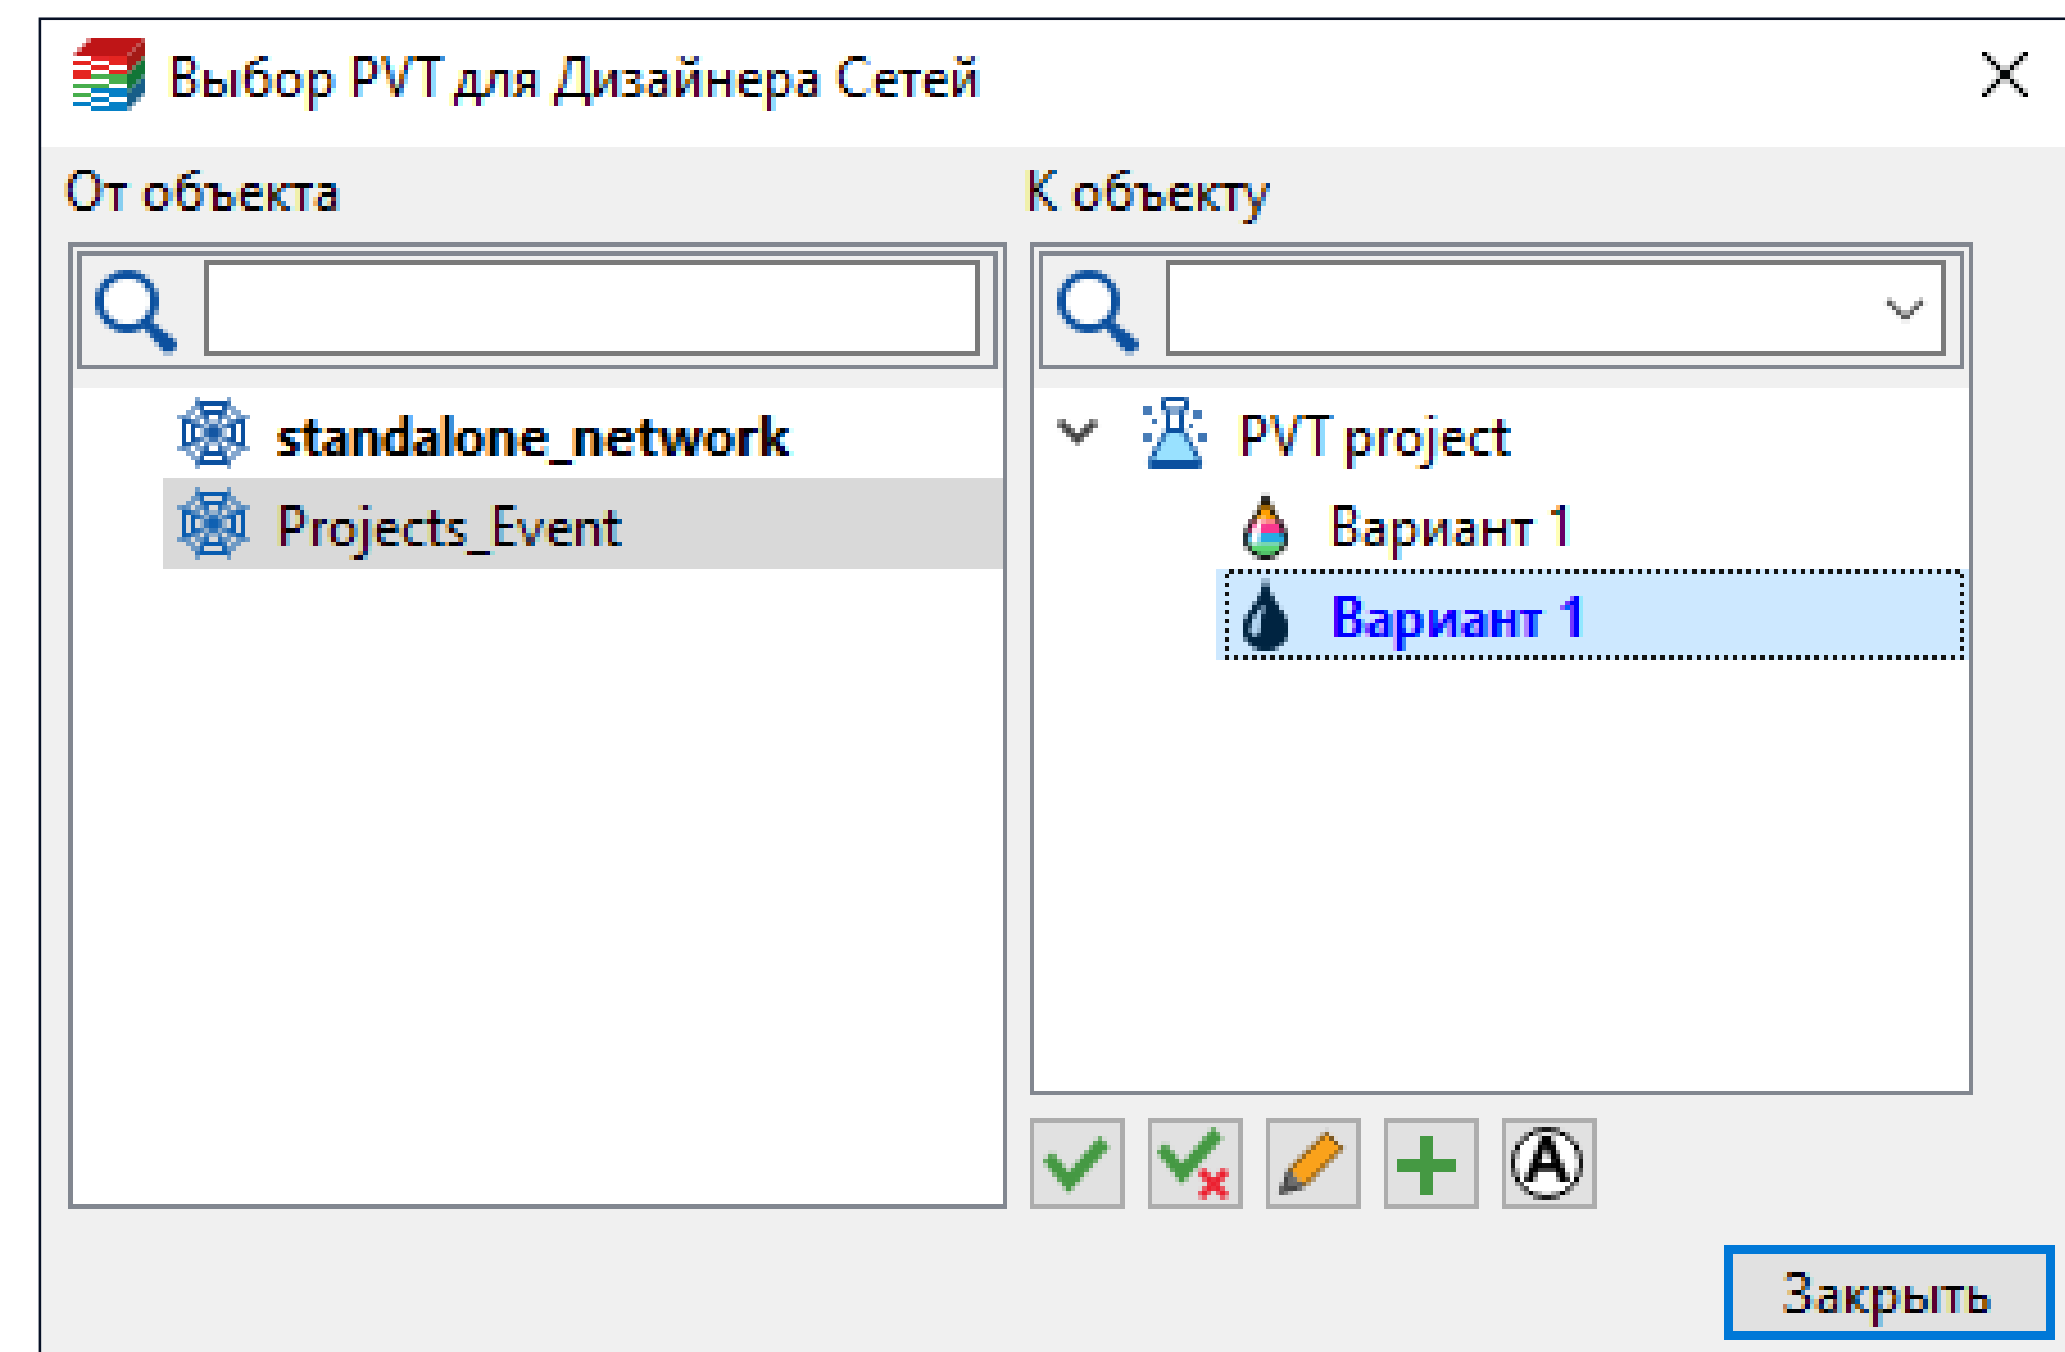 Выбор PVT для Дизайнера Сетей
От объекта
К объекту
standalone_network
Projects_Event
PVT project
Вариант 1
Вариант 1
A
Закрыть